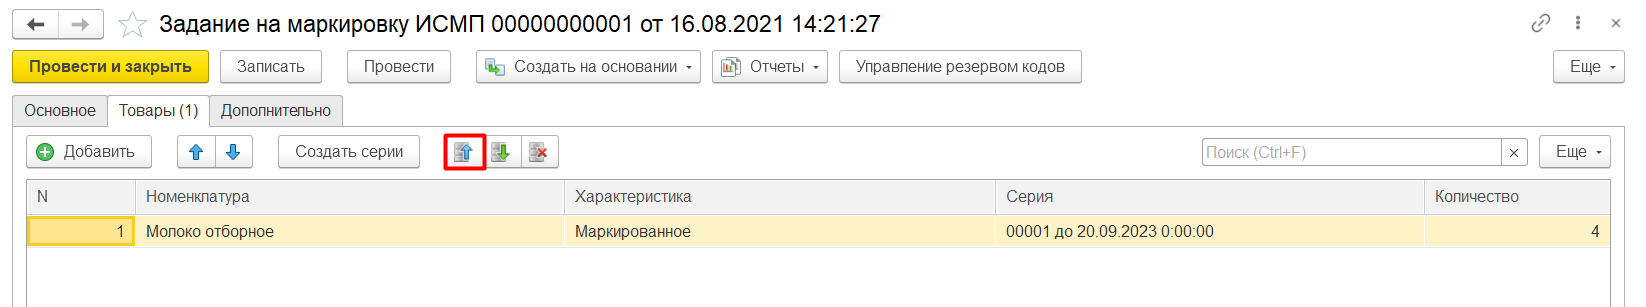 Задание на маркировку ИСМП 00000000001 от 16.08.2021 14:21:27
Провести и закрыть Записать Провести Создать на основании Отчеты Управление резервом кодов Еще
Основное Товары (1) Дополнительно
Добавить Создать серии Поиск (Ctrl+F) × Еще
N Номенклатура Характеристика Серия Количество
1 Молоко отборное Маркированное 00001 до 20.09.2023 0:00:00 4